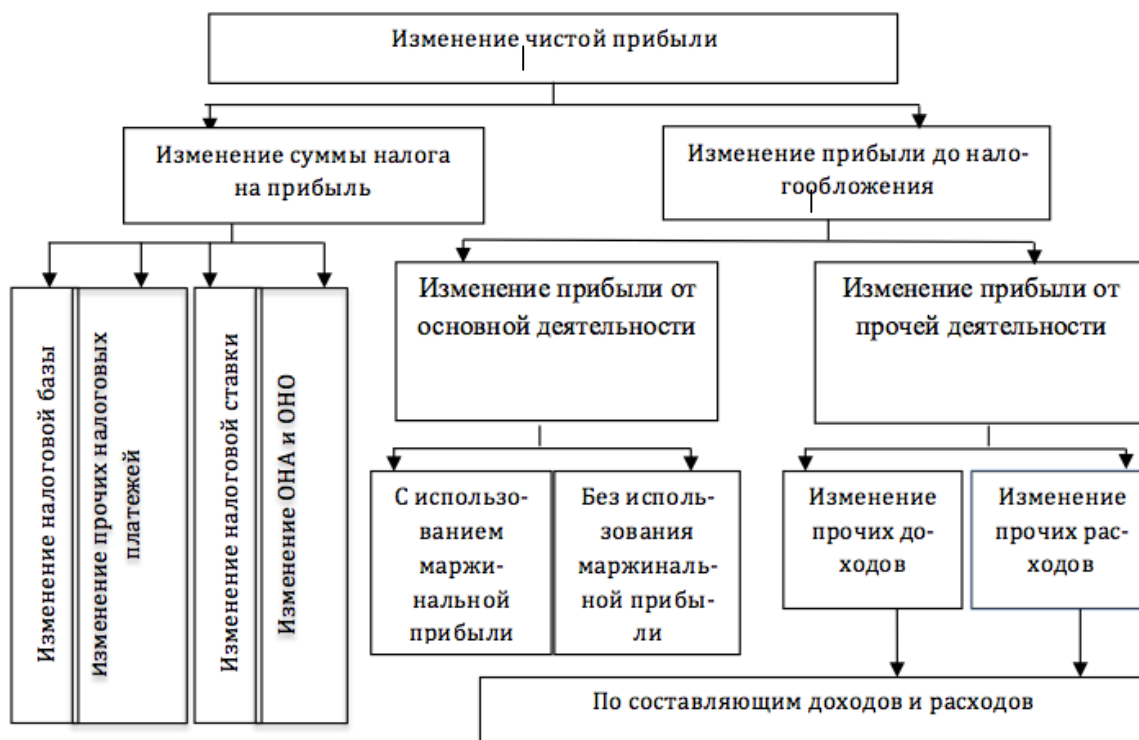 Изменение чистой прибыли
Изменение суммы налога
на прибыль
Изменение прибыли до нало-
гообложения
Изменение налоговой базы
Изменение прочих налоговых
платежей
Изменение налоговой ставки
Изменение ОНА и ОНО
Изменение прибыли от
основной деятельности
Изменение прибыли от
прочей деятельности
С использо-
ванием
маржи-
нальной
прибыли
Без исполь-
зования
маржиналь-
ной прибы-
ли
Изменение
прочих до-
ходов
Изменение
прочих рас-
ходов
По составляющим доходов и расходов